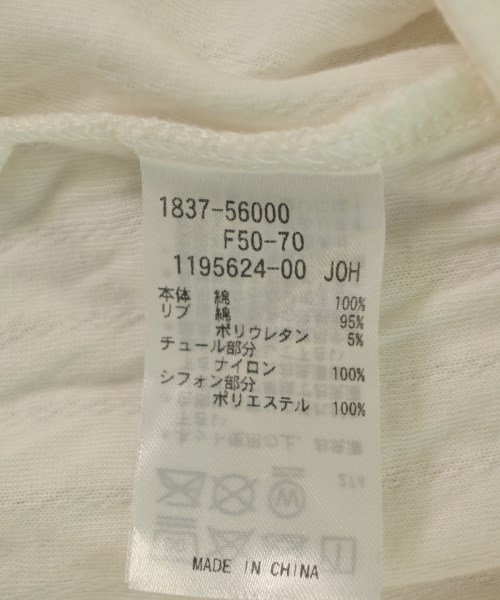 1837-56000
F50-70
1195624-00 JOH
本体 綿 100%
リブ 綿 95%
ポリウレタン 5%
チュール部分
ナイロン 100%
シフォン部分
ポリエステル 100%
MADE IN CHINA